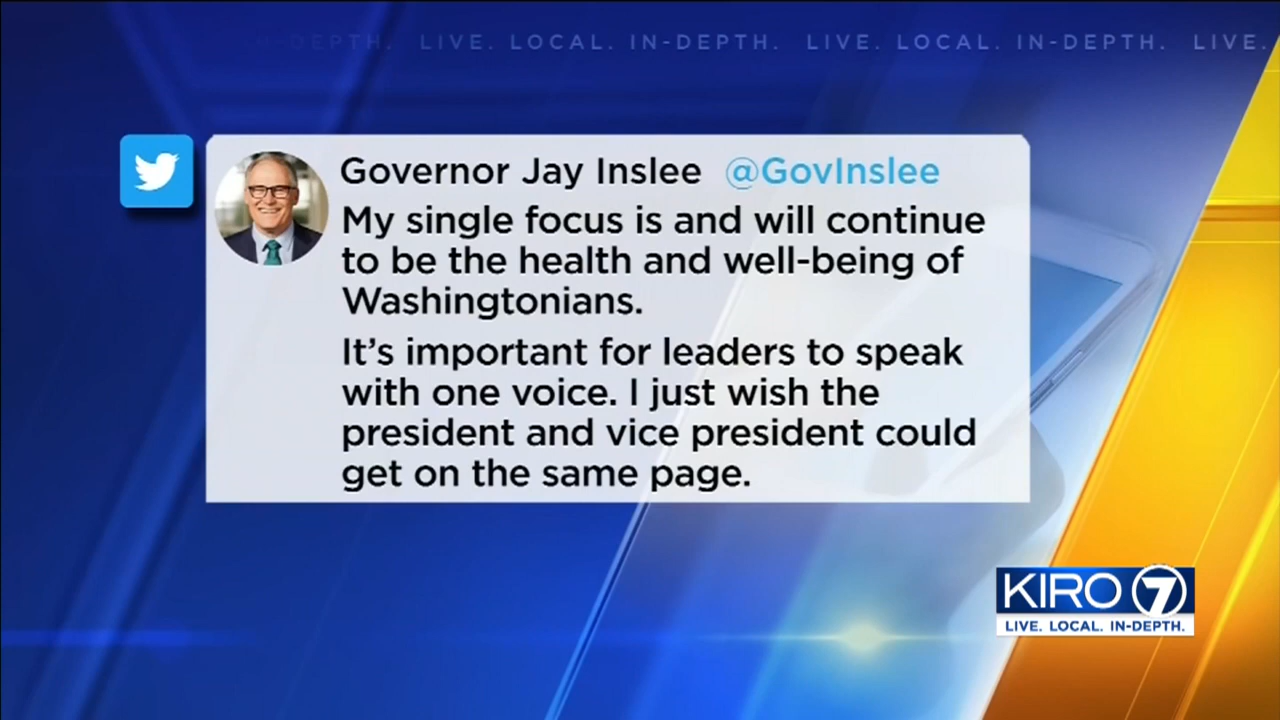 IN-DEPTH. LIVE. LOCAL. IN-DEPTH. LIVE. LOCAL. IN-DEPTH. LIVE.
Governor Jay Inslee @GovInslee
My single focus is and will continue
to be the health and well-being of
Washingtonians.
It's important for leaders to speak
with one voice. I just wish the
president and vice president could
get on the same page.
KIRO 7
LIVE. LOCAL. IN-DEPTH.